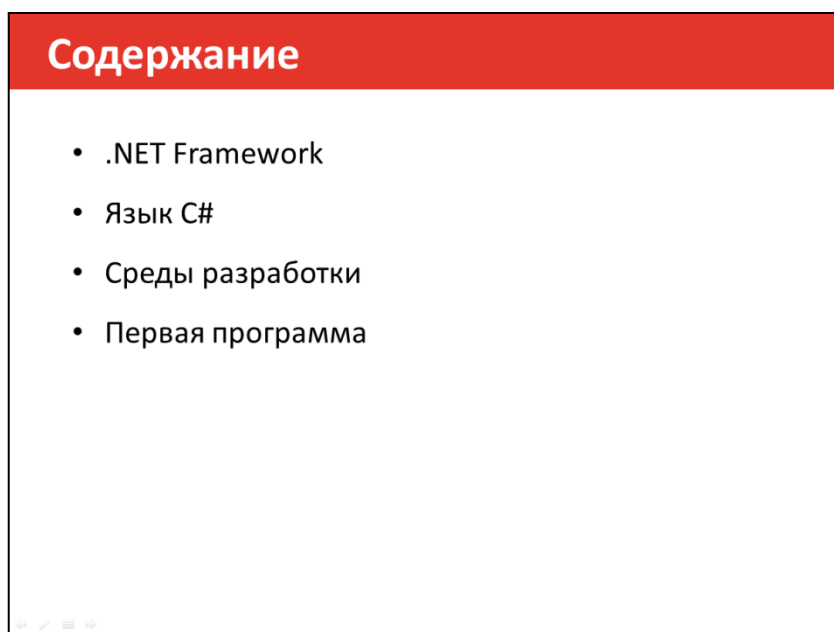 Содержание
• .NET Framework
• Язык C#
• Среды разработки
• Первая программа